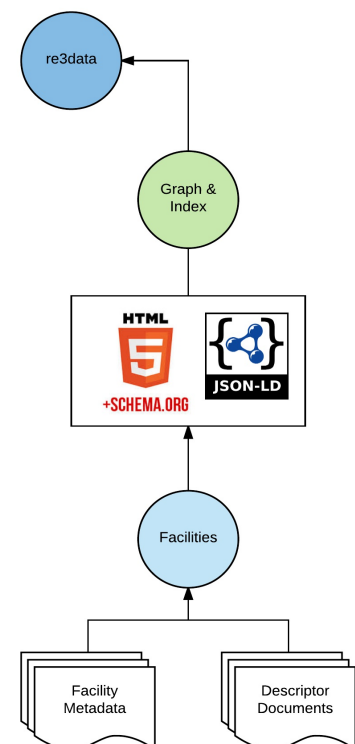 re3data
Graph &
Index
HTML
5
+SCHEMA.ORG
{ }
JSON-LD
Facilities
Facility
Metadata
Descriptor
Documents